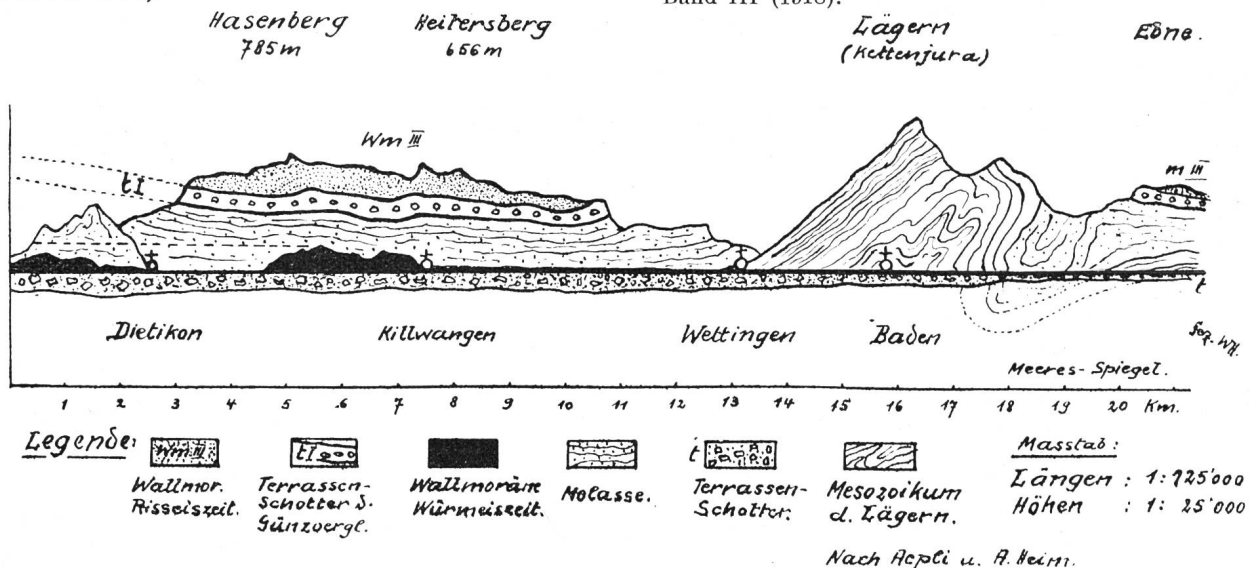 Band III (1918).
Hasenberg
785 m
Heitersberg
656 m
Lägern
(Kettenjura)
Ebne.
Wm III
tI
m III
t
Dietikon
Killwangen
Wettingen
Baden
Meeres-Spiegel.
1 2 3 4 5 6 7 8 9 10 11 12 13 14 15 16 17 18 19 20 Km.
Legende:
Wm III
Wallmor.
Risseiszeit.
tI
Terrassen-
Schotter d.
Günzvergl.
Wallmoräne
Würmeiszeit.
Molasse.
t
Terrassen-
Schotter.
Mesozoikum
d. Lägern.
Masstab:
Längen : 1:125'000
Höhen : 1: 25'000
Nach Aepli u. A. Heim.